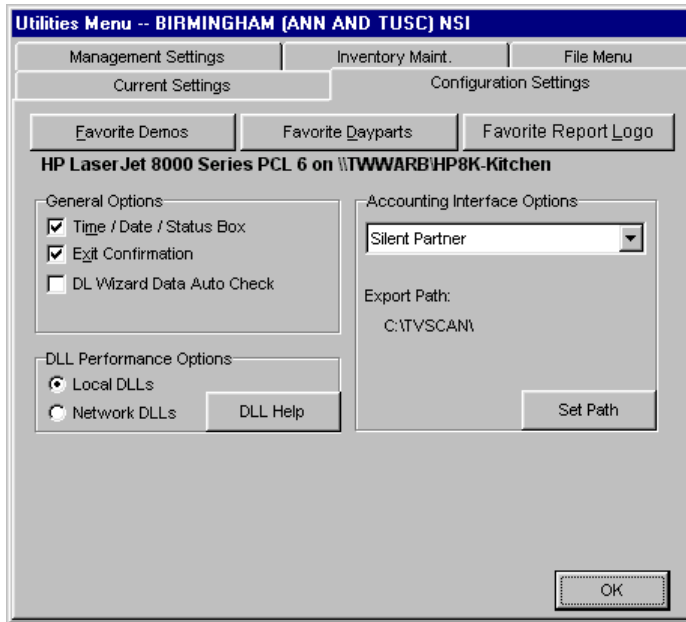 Utilities Menu -- BIRMINGHAM (ANN AND TUSC) NSI
Management Settings
Inventory Maint.
File Menu
Current Settings
Configuration Settings
Favorite Demos
Favorite Dayparts
Favorite Report Logo
HP LaserJet 8000 Series PCL 6 on \\TWWARB\HP8K-Kitchen
General Options
Time / Date / Status Box
Exit Confirmation
DL Wizard Data Auto Check
Accounting Interface Options
Silent Partner
Export Path:
C:\TVSCAN\
Set Path
DLL Performance Options
Local DLLs
Network DLLs
DLL Help
OK